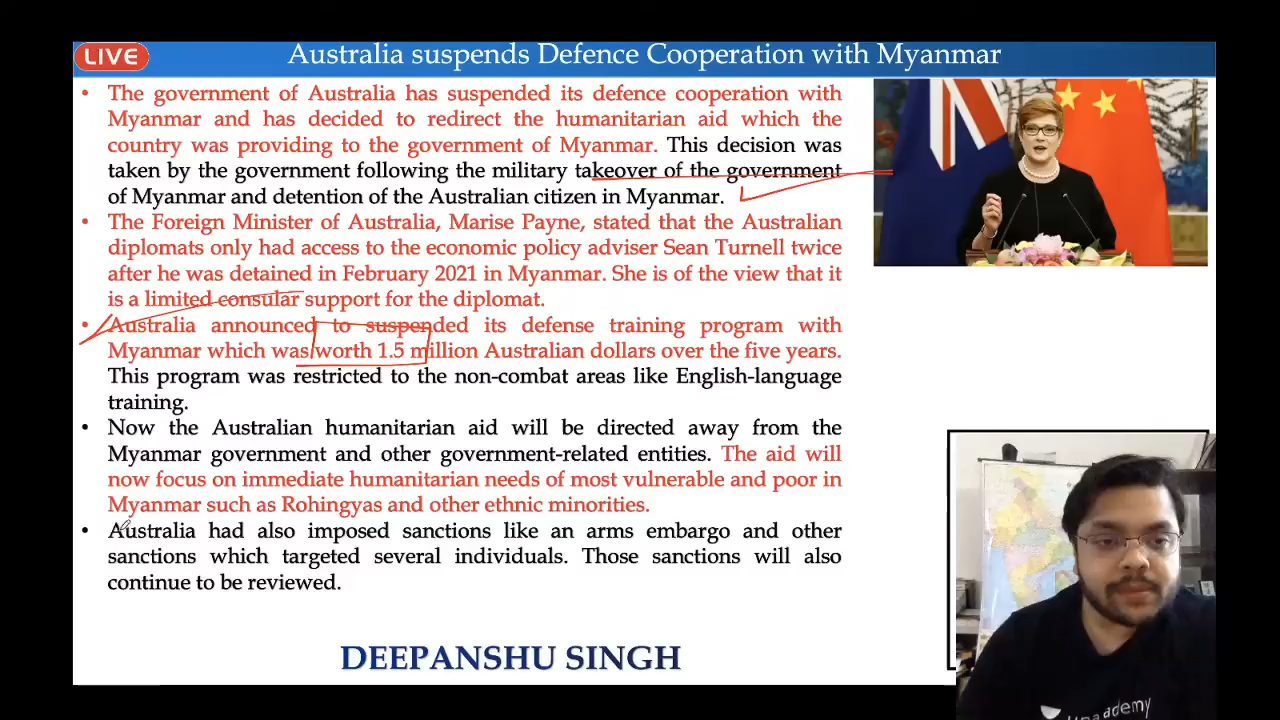 LIVE
Australia suspends Defence Cooperation with Myanmar
• The government of Australia has suspended its defence cooperation with
Myanmar and has decided to redirect the humanitarian aid which the
country was providing to the government of Myanmar. This decision was
taken by the government following the military takeover of the government
of Myanmar and detention of the Australian citizen in Myanmar.
• The Foreign Minister of Australia, Marise Payne, stated that the Australian
diplomats only had access to the economic policy adviser Sean Turnell twice
after he was detained in February 2021 in Myanmar. She is of the view that it
is a limited consular support for the diplomat.
• Australia announced to suspended its defense training program with
Myanmar which was worth 1.5 million Australian dollars over the five years.
This program was restricted to the non-combat areas like English-language
training.
• Now the Australian humanitarian aid will be directed away from the
Myanmar government and other government-related entities. The aid will
now focus on immediate humanitarian needs of most vulnerable and poor in
Myanmar such as Rohingyas and other ethnic minorities.
• Australia had also imposed sanctions like an arms embargo and other
sanctions which targeted several individuals. Those sanctions will also
continue to be reviewed.
DEEPANSHU SINGH